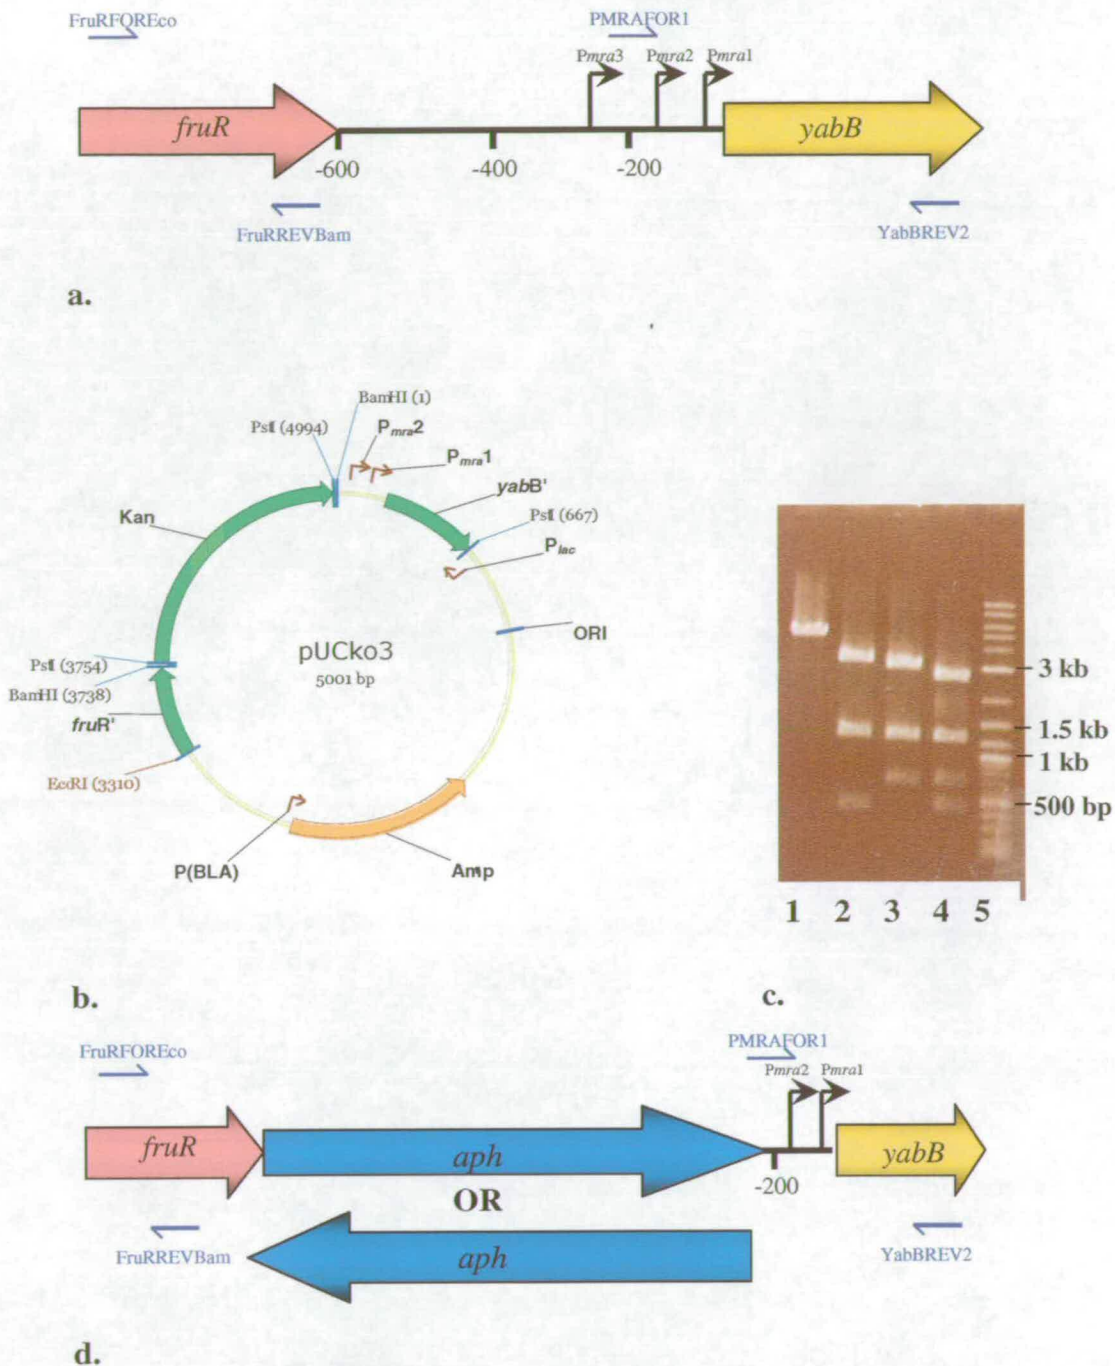 FruRFOREco
PMRAFOR1
Pmra3 Pmra2 Pmra1
fruR
yabB
-600 -400 -200
FruRREVBam
YabBREV2
a.
BamHI (1)
PstI (4994)
Pmra2
Pmra1
yabB'
Kan
PstI (667)
Plac
pUCko3
5001 bp
ORI
PstI (3754)
BamHI (3738)
fruR'
EcoRI (3310)
P(BLA)
Amp
3 kb
1.5 kb
1 kb
500 bp
1 2 3 4 5
b.
c.
FruRFOREco
PMRAFOR1
Pmra2 Pmra1
fruR
aph
yabB
-200
OR
FruRREVBam
aph
YabBREV2
d.